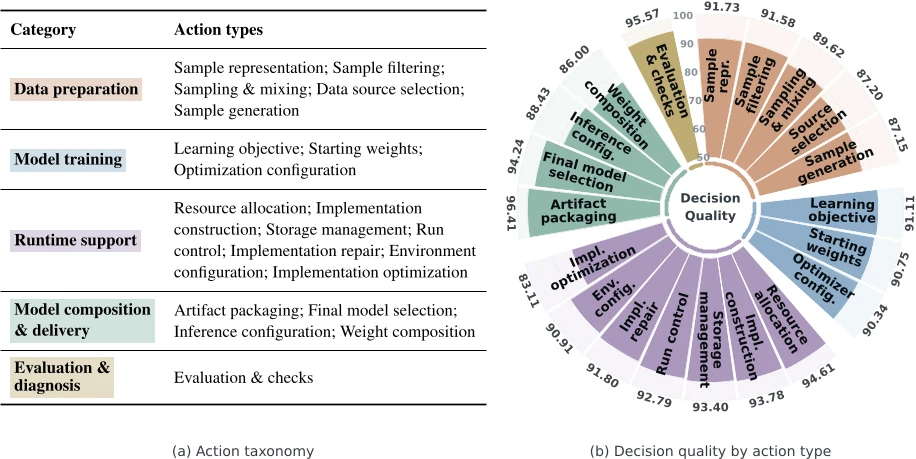 Category Action types
Data preparation
Sample representation; Sample filtering;
Sampling & mixing; Data source selection;
Sample generation
Model training
Learning objective; Starting weights;
Optimization configuration
Runtime support
Resource allocation; Implementation
construction; Storage management; Run
control; Implementation repair; Environment
configuration; Implementation optimization
Model composition
& delivery
Artifact packaging; Final model selection;
Inference configuration; Weight composition
Evaluation &
diagnosis
Evaluation & checks
(a) Action taxonomy
100
90
80
70
60
50
Decision
Quality
91.73
Sample
repr.
91.58
Sample
filtering
89.62
Sampling
& mixing
87.20
Source
selection
87.15
Sample
generation
91.11
Learning
objective
90.75
Starting
weights
90.34
Optimizer
config.
94.61
Resource
allocation
93.78
Impl.
construction
93.40
Storage
management
92.79
Run control
91.80
Impl.
repair
90.91
Env.
config.
83.11
Impl.
optimization
96.41
Artifact
packaging
94.24
Final model
selection
88.43
Inference
config.
86.00
Weight
composition
95.57
Evaluation
& checks
(b) Decision quality by action type